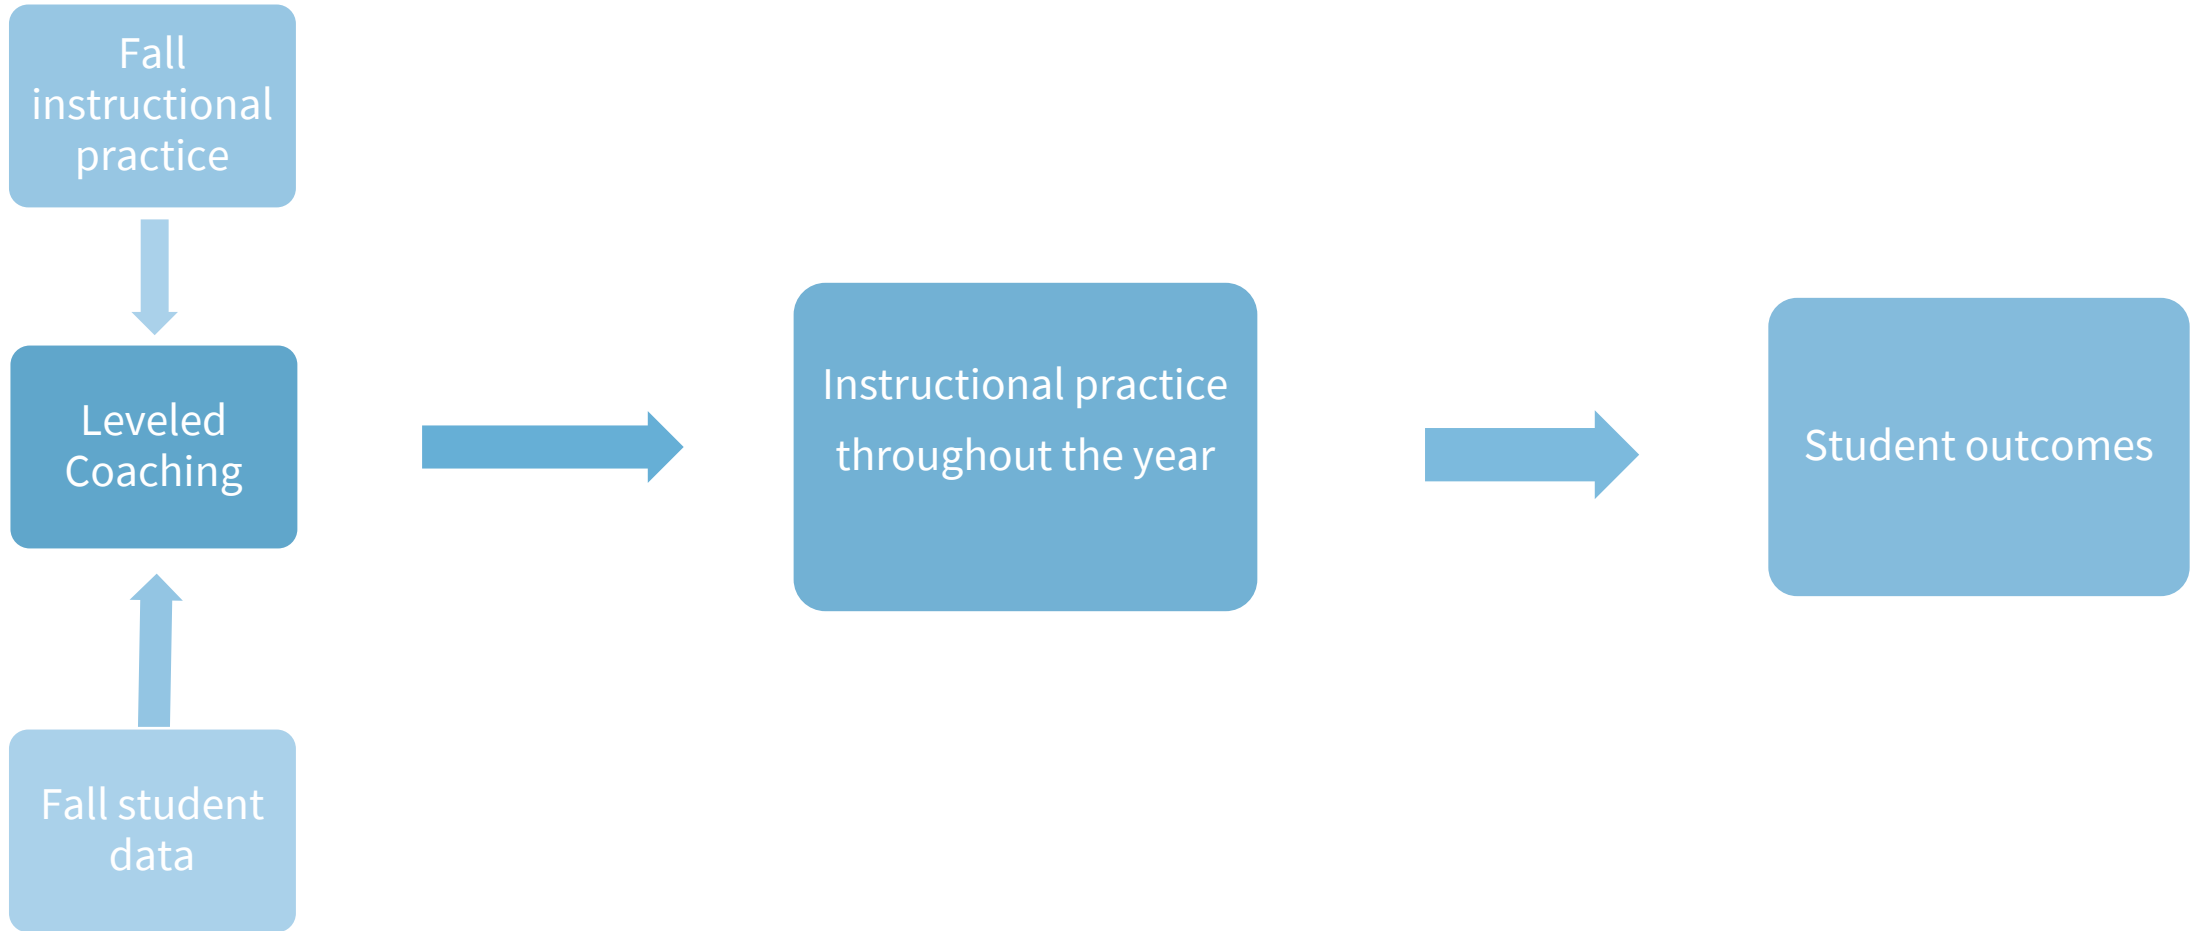 Fall
instructional
practice
Leveled
Coaching
Fall student
data
Instructional practice
throughout the year
Student outcomes